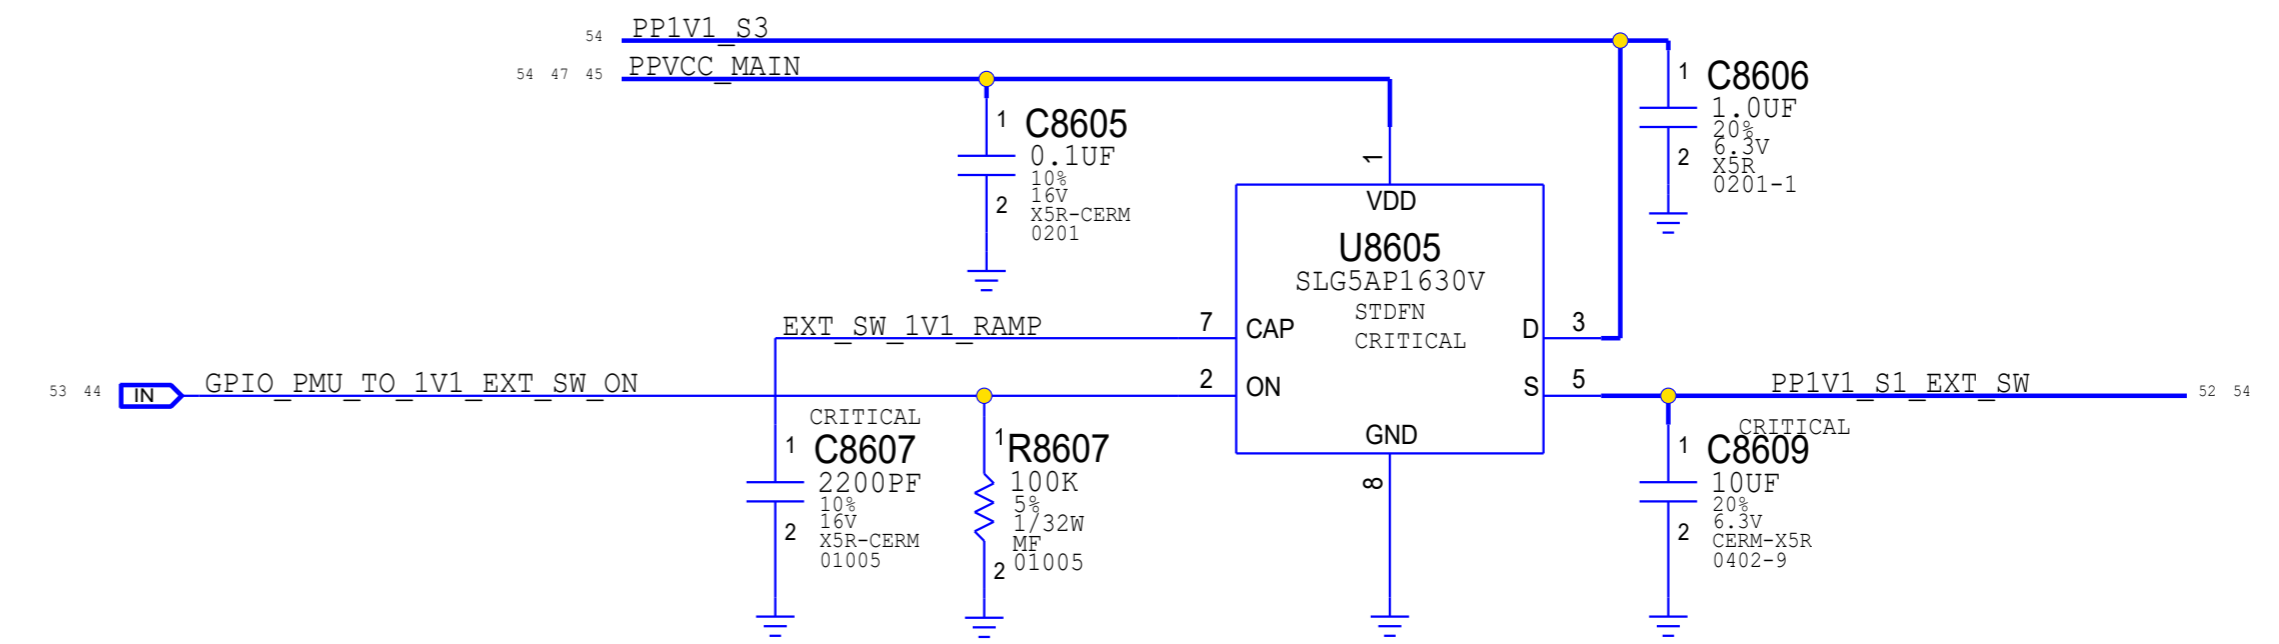 54 PP1V1_S3
54 47 45 PPVCC_MAIN
1 C8606
1.0UF
20%
6.3V
X5R
0201-1
2
1 C8605
0.1UF
10%
16V
X5R-CERM
0201
2
1
VDD
U8605
SLG5AP1630V
STDFN
CRITICAL
EXT_SW_1V1_RAMP 7 CAP
D 3
53 44 IN GPIO_PMU_TO_1V1_EXT_SW_ON 2 ON
S 5 PP1V1_S1_EXT_SW 52 54
GND
8
CRITICAL
1 C8607
2200PF
10%
16V
X5R-CERM
01005
2
1 R8607
100K
5%
1/32W
MF
01005
2
CRITICAL
1 C8609
10UF
20%
6.3V
CERM-X5R
0402-9
2